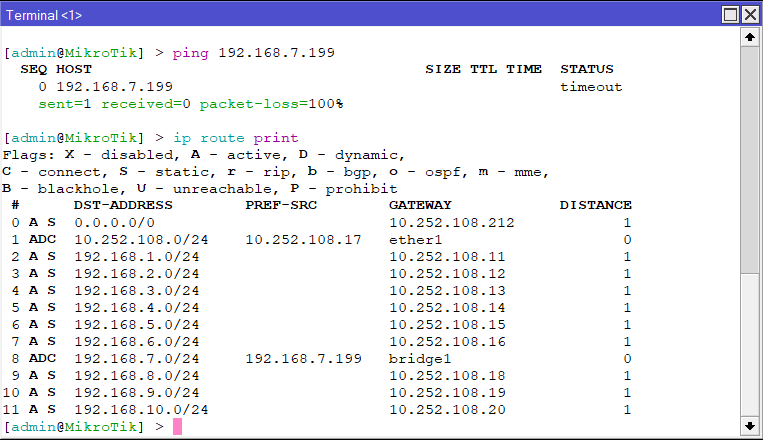 Terminal <1>
[admin@MikroTik] > ping 192.168.7.199
SEQ HOST SIZE TTL TIME STATUS
0 192.168.7.199 timeout
sent=1 received=0 packet-loss=100%
[admin@MikroTik] > ip route print
Flags: X - disabled, A - active, D - dynamic,
C - connect, S - static, r - rip, b - bgp, o - ospf, m - mme,
B - blackhole, U - unreachable, P - prohibit
# DST-ADDRESS PREF-SRC GATEWAY DISTANCE
0 A S 0.0.0.0/0 10.252.108.212 1
1 ADC 10.252.108.0/24 10.252.108.17 ether1 0
2 A S 192.168.1.0/24 10.252.108.11 1
3 A S 192.168.2.0/24 10.252.108.12 1
4 A S 192.168.3.0/24 10.252.108.13 1
5 A S 192.168.4.0/24 10.252.108.14 1
6 A S 192.168.5.0/24 10.252.108.15 1
7 A S 192.168.6.0/24 10.252.108.16 1
8 ADC 192.168.7.0/24 192.168.7.199 bridge1 0
9 A S 192.168.8.0/24 10.252.108.18 1
10 A S 192.168.9.0/24 10.252.108.19 1
11 A S 192.168.10.0/24 10.252.108.20 1
[admin@MikroTik] >